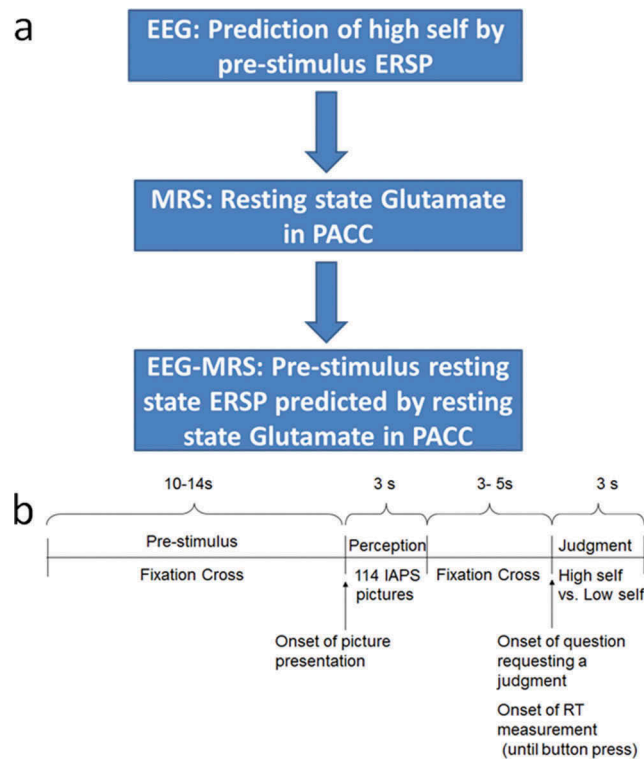 a
EEG: Prediction of high self by
pre-stimulus ERSP
MRS: Resting state Glutamate
in PACC
EEG-MRS: Pre-stimulus resting
state ERSP predicted by resting
state Glutamate in PACC
b
10-14s
3 s
3- 5s
3 s
Pre-stimulus
Perception
Judgment
Fixation Cross
114 IAPS
pictures
Fixation Cross
High self
vs. Low self
Onset of picture
presentation
Onset of question
requesting a
judgment
Onset of RT
measurement
(until button press)